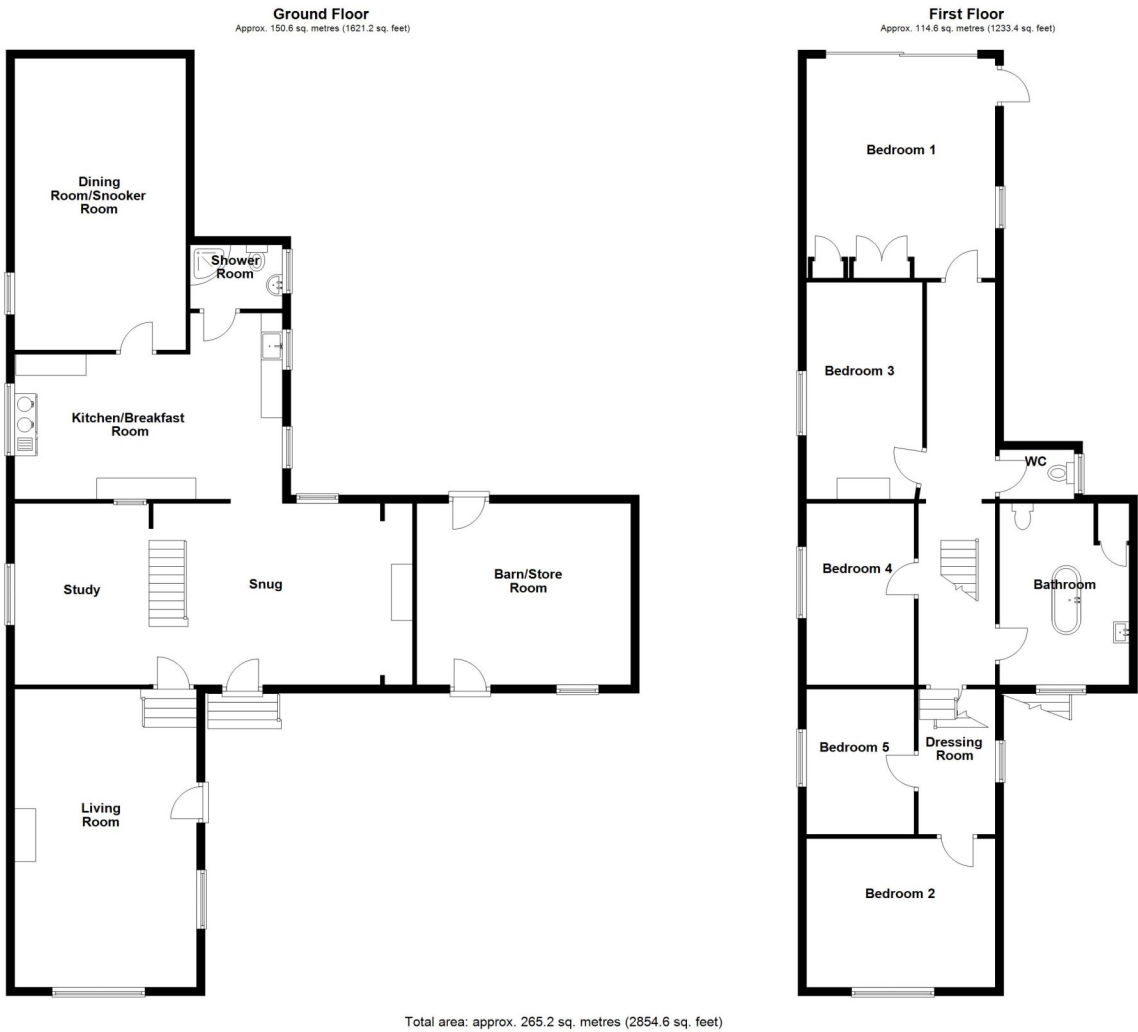 Ground Floor
Approx. 150.6 sq. metres (1621.2 sq. feet)
Dining
Room/Snooker
Room
Shower
Room
Kitchen/Breakfast
Room
Study
Snug
Barn/Store
Room
Living
Room
First Floor
Approx. 114.6 sq. metres (1233.4 sq. feet)
Bedroom 1
Bedroom 3
WC
Bedroom 4
Bathroom
Bedroom 5
Dressing
Room
Bedroom 2
Total area: approx. 265.2 sq. metres (2854.6 sq. feet)